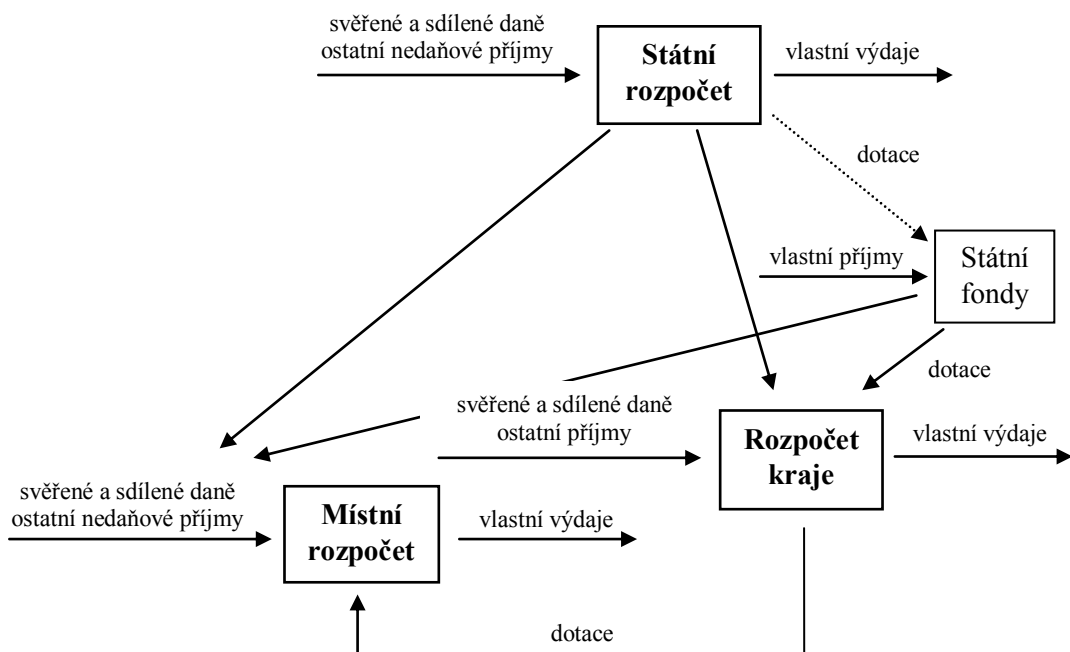 svěřené a sdílené daně
ostatní nedaňové příjmy
Státní
rozpočet
vlastní výdaje
dotace
vlastní příjmy
Státní
fondy
dotace
svěřené a sdílené daně
ostatní příjmy
Rozpočet
kraje
vlastní výdaje
svěřené a sdílené daně
ostatní nedaňové příjmy
Místní
rozpočet
vlastní výdaje
dotace